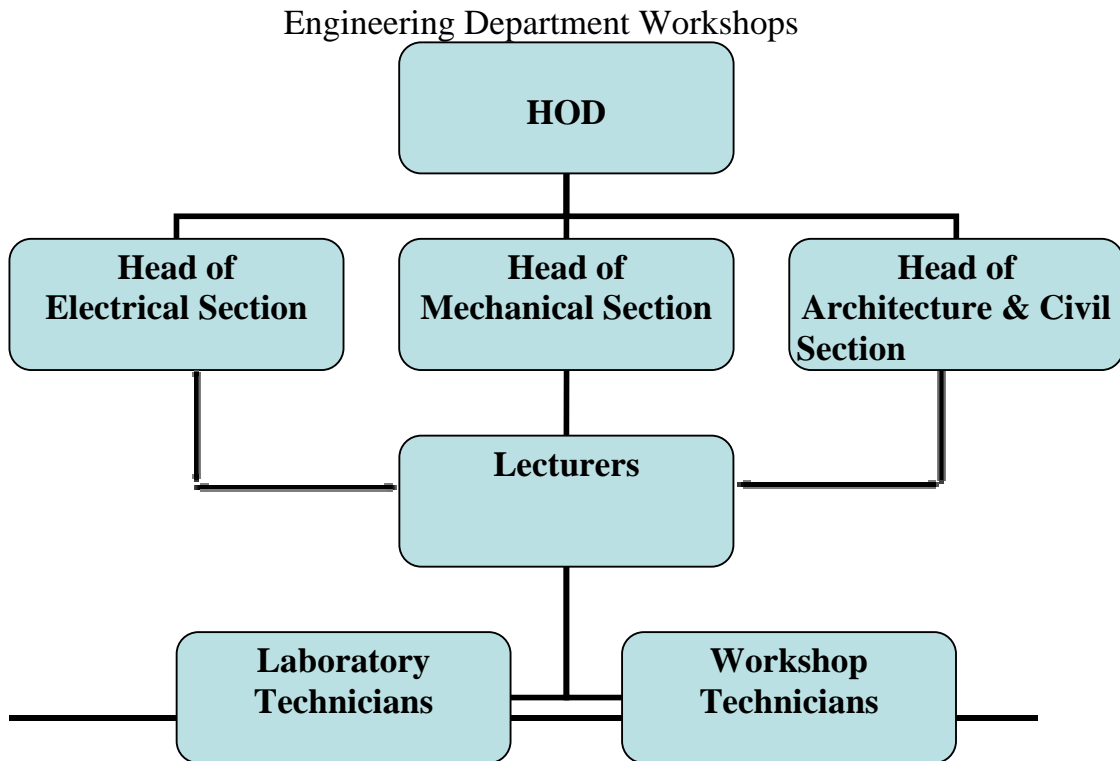 Engineering Department Workshops
HOD
Head of
Electrical Section
Head of
Mechanical Section
Head of
Architecture & Civil
Section
Lecturers
Laboratory
Technicians
Workshop
Technicians